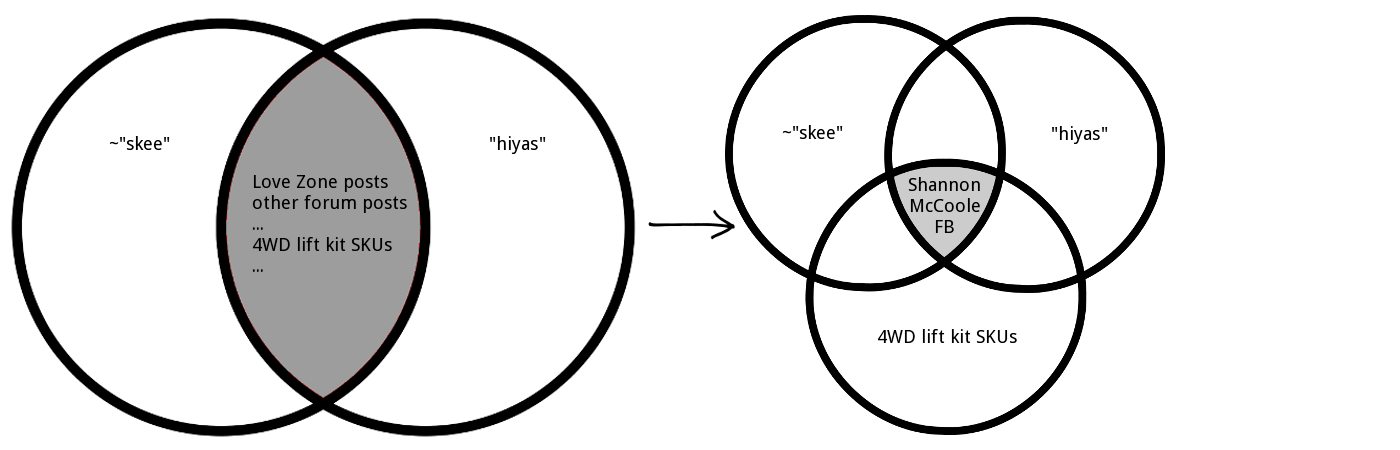 ~"skee"
"hiyas"
Love Zone posts
other forum posts
...
4WD lift kit SKUs
...
~"skee"
"hiyas"
Shannon
McCoole
FB
4WD lift kit SKUs